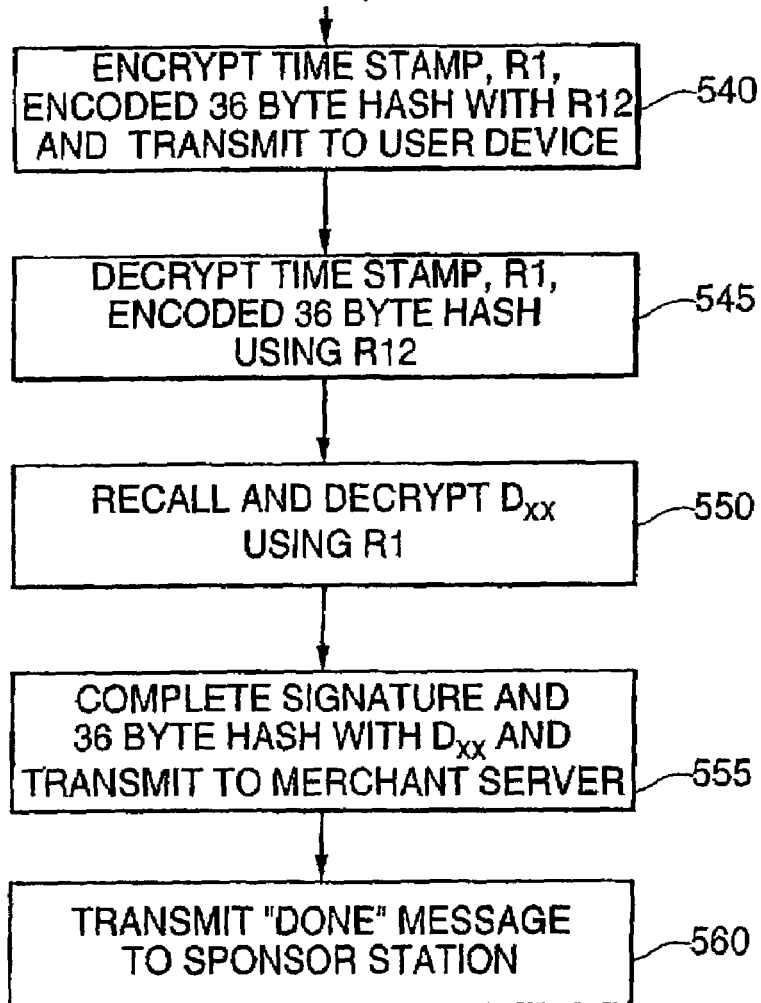 ENCRYPT TIME STAMP, R1,
ENCODED 36 BYTE HASH WITH R12
AND TRANSMIT TO USER DEVICE
540
DECRYPT TIME STAMP, R1,
ENCODED 36 BYTE HASH
USING R12
545
RECALL AND DECRYPT Dxx
USING R1
550
COMPLETE SIGNATURE AND
36 BYTE HASH WITH Dxx AND
TRANSMIT TO MERCHANT SERVER
555
TRANSMIT "DONE" MESSAGE
TO SPONSOR STATION
560